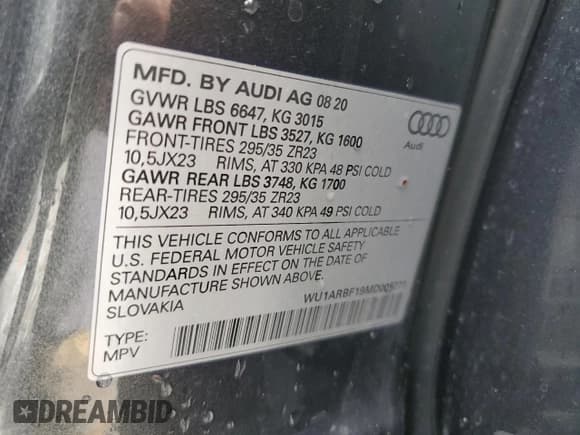 MFD. BY AUDI AG 08 20
GVWR LBS 6647, KG 3015
GAWR FRONT LBS 3527, KG 1600
FRONT-TIRES 295/35 ZR23
10,5JX23 RIMS, AT 330 KPA 48 PSI COLD
GAWR REAR LBS 3748, KG 1700
REAR-TIRES 295/35 ZR23
10,5JX23 RIMS, AT 340 KPA 49 PSI COLD
Audi
THIS VEHICLE CONFORMS TO ALL APPLICABLE
U.S. FEDERAL MOTOR VEHICLE SAFETY
STANDARDS IN EFFECT ON THE DATE OF
MANUFACTURE SHOWN ABOVE.
SLOVAKIA
TYPE:
MPV
DREAMBID